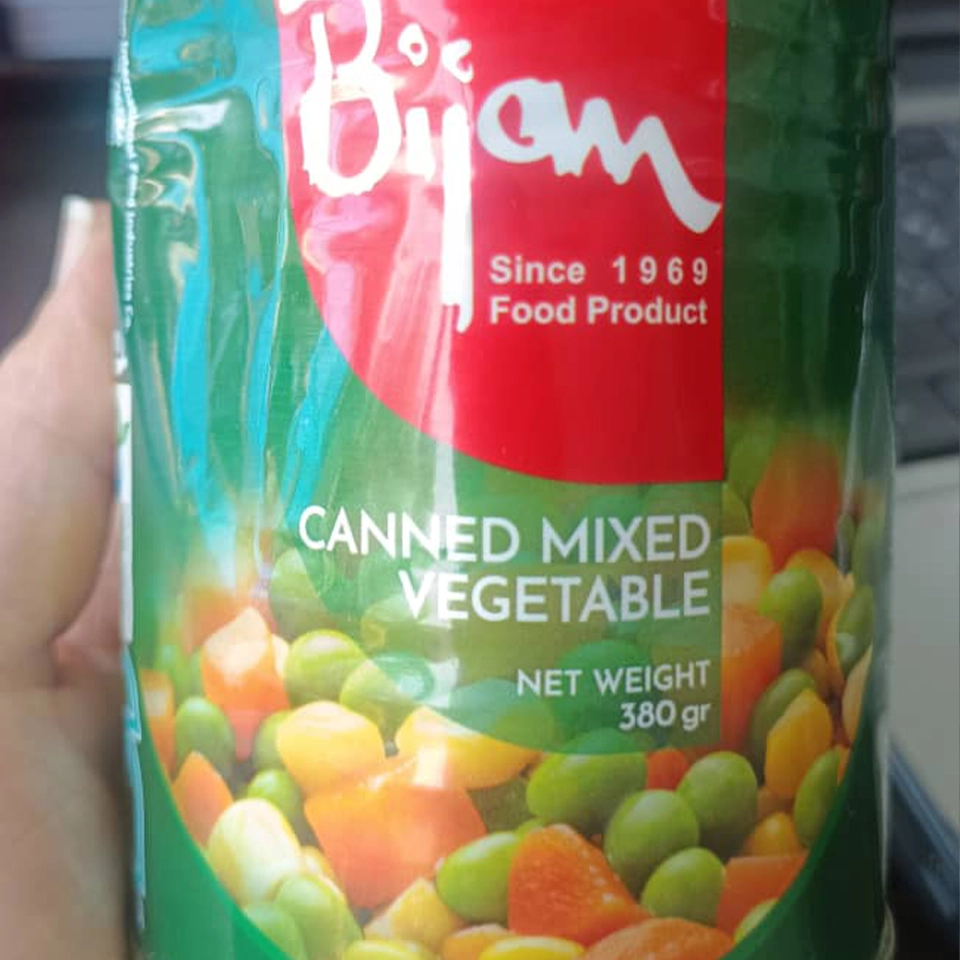 Bijan
Since 1969
Food Product
CANNED MIXED
VEGETABLE
NET WEIGHT
380 gr